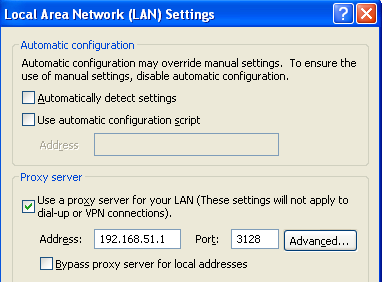 Local Area Network (LAN) Settings
Automatic configuration
Automatic configuration may override manual settings. To ensure the
use of manual settings, disable automatic configuration.
Automatically detect settings
Use automatic configuration script
Address
Proxy server
Use a proxy server for your LAN (These settings will not apply to
dial-up or VPN connections).
Address: 192.168.51.1 Port: 3128 Advanced...
Bypass proxy server for local addresses